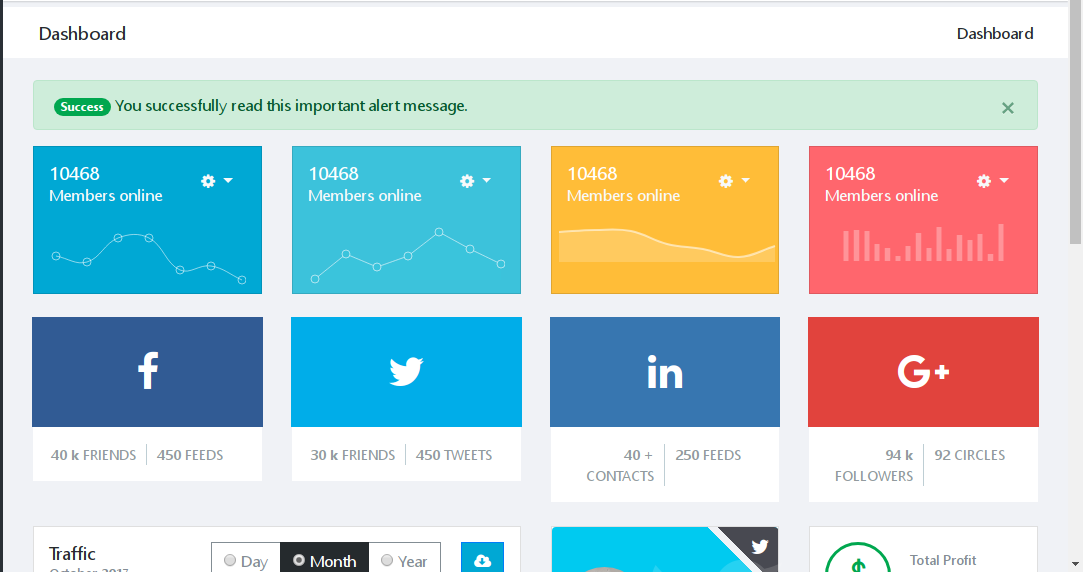 Dashboard
Dashboard
Success You successfully read this important alert message.
×
10468
Members online
10468
Members online
10468
Members online
10468
Members online
40 k FRIENDS
450 FEEDS
30 k FRIENDS
450 TWEETS
40 +
CONTACTS
250 FEEDS
94 k
FOLLOWERS
92 CIRCLES
Traffic
October 2017
Day
Month
Year
Total Profit